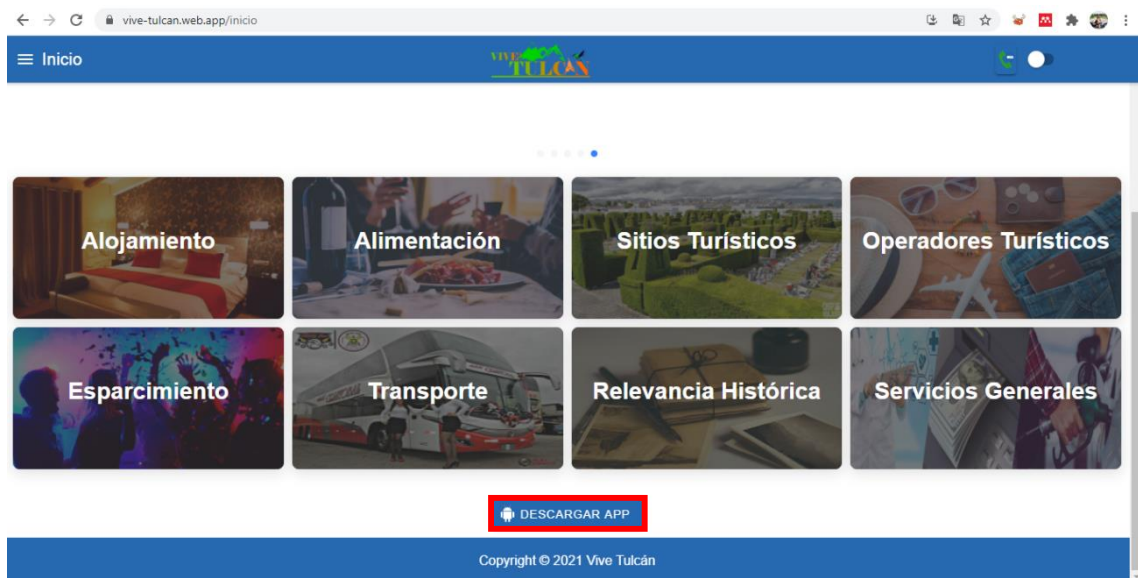 vive-tulcan.web.app/inicio
Inicio
VIVE
TULCÁN
Alojamiento
Alimentación
Sitios Turísticos
Operadores Turísticos
Esparcimiento
Transporte
Relevancia Histórica
Servicios Generales
DESCARGAR APP
Copyright © 2021 Vive Tulcán